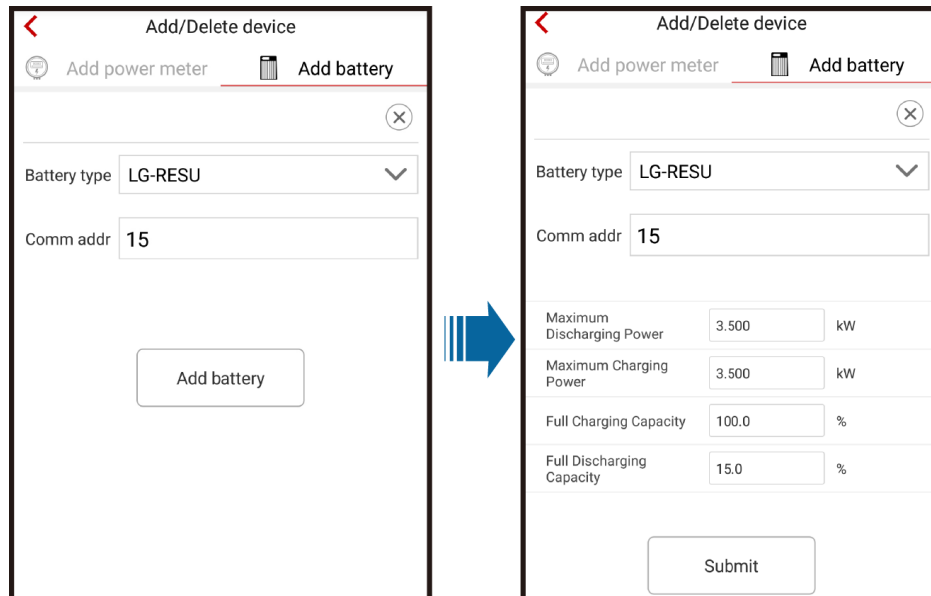 Add/Delete device
Add power meter
Add battery
Battery type
LG-RESU
Comm addr
15
Add battery
Add/Delete device
Add power meter
Add battery
Battery type
LG-RESU
Comm addr
15
Maximum
Discharging Power
3.500
kW
Maximum Charging
Power
3.500
kW
Full Charging Capacity
100.0
%
Full Discharging
Capacity
15.0
%
Submit